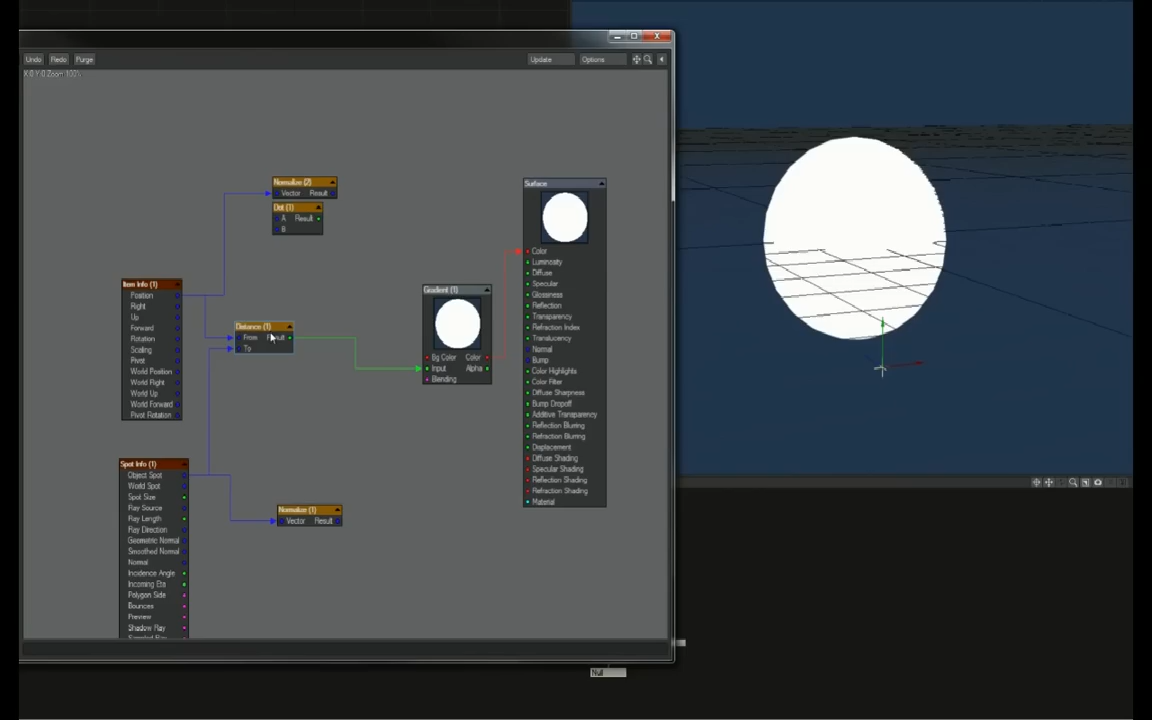 Undo Redo Purge Update Options
X:0 Y:0 Zoom:100%
Normalize (2)
Vector Result
Dot (1)
A Result
B
Surface
Color
Luminosity
Diffuse
Specular
Glossiness
Reflection
Transparency
Refraction Index
Translucency
Normal
Bump
Color Highlights
Color Filter
Diffuse Sharpness
Bump Dropoff
Additive Transparency
Reflection Blurring
Refraction Blurring
Displacement
Diffuse Shading
Specular Shading
Reflection Shading
Refraction Shading
Material
Item Info (1)
Position
Right
Up
Forward
Rotation
Scaling
Pivot
World Position
World Right
World Up
World Forward
Pivot Rotation
Distance (1)
From Result
To
Gradient (1)
Bg Color Color
Input Alpha
Blending
Spot Info (1)
Object Spot
World Spot
Spot Size
Ray Source
Ray Length
Ray Direction
Geometric Normal
Smoothed Normal
Normal
Incidence Angle
Incoming Eta
Polygon Side
Bounces
Preview
Shadow Ray
Normalize (1)
Vector Result
Null